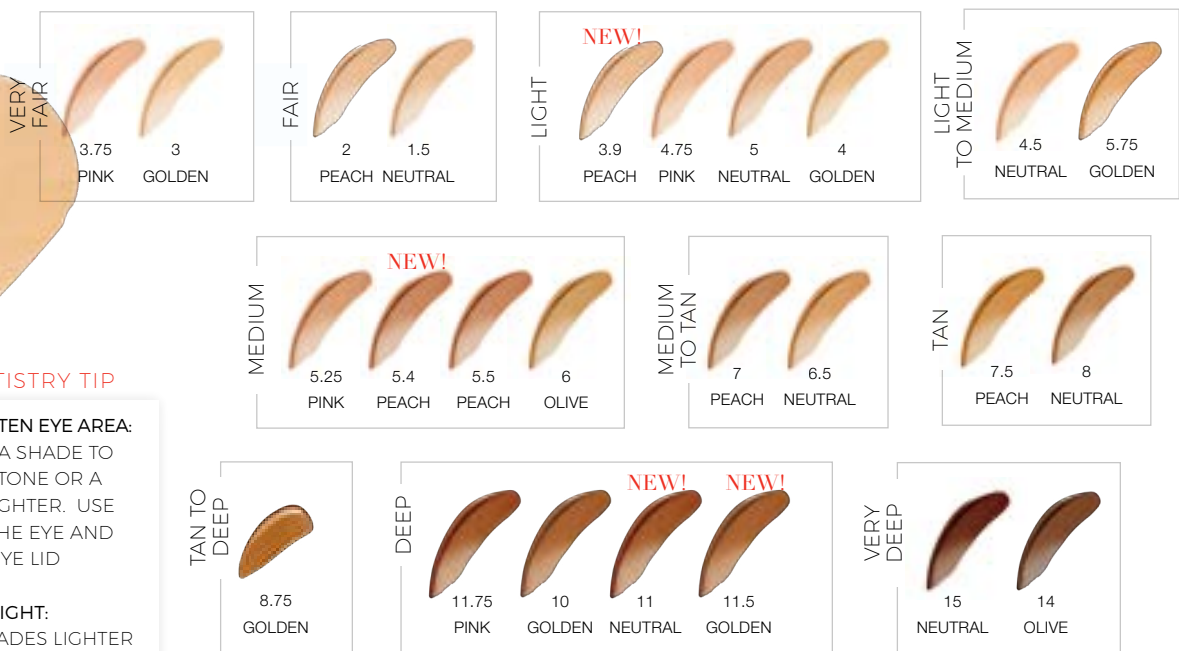 VERY
FAIR
3.75 3
PINK GOLDEN
FAIR
2 1.5
PEACH NEUTRAL
LIGHT
NEW!
3.9 4.75 5 4
PEACH PINK NEUTRAL GOLDEN
LIGHT
TO MEDIUM
4.5 5.75
NEUTRAL GOLDEN
MEDIUM
NEW!
5.25 5.4 5.5 6
PINK PEACH PEACH OLIVE
MEDIUM
TO TAN
7 6.5
PEACH NEUTRAL
TAN
7.5 8
PEACH NEUTRAL
TISTRY TIP
TEN EYE AREA:
A SHADE TO
TONE OR A
GHTER. USE
HE EYE AND
YE LID
IGHT:
ADES LIGHTER
TAN TO
DEEP
8.75
GOLDEN
DEEP
NEW! NEW!
11.75 10 11 11.5
PINK GOLDEN NEUTRAL GOLDEN
VERY
DEEP
15 14
NEUTRAL OLIVE